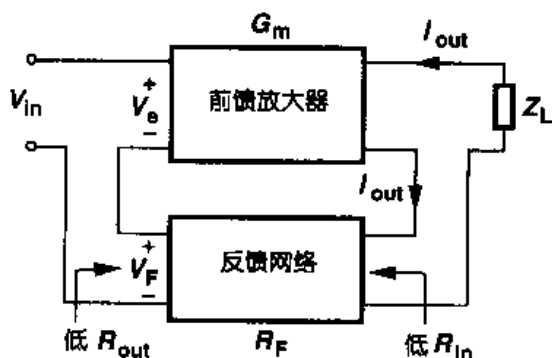 G_m
I_out
+
V_e
−
前馈放大器
V_in
Z_L
I_out
+
V_F
−
反馈网络
低 R_out
R_F
低 R_in